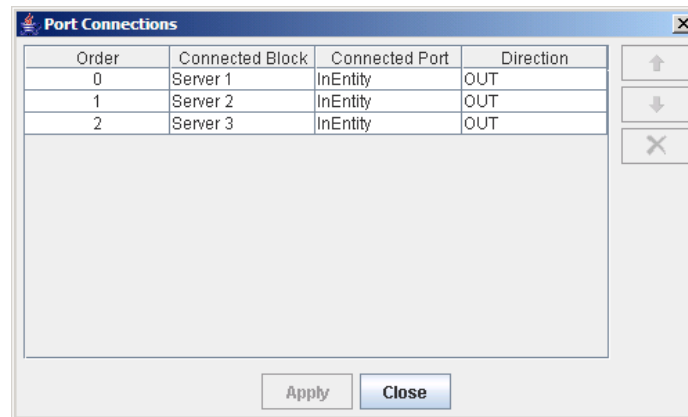 Port Connections
Order Connected Block Connected Port Direction
0 Server 1 InEntity OUT
1 Server 2 InEntity OUT
2 Server 3 InEntity OUT
Apply Close